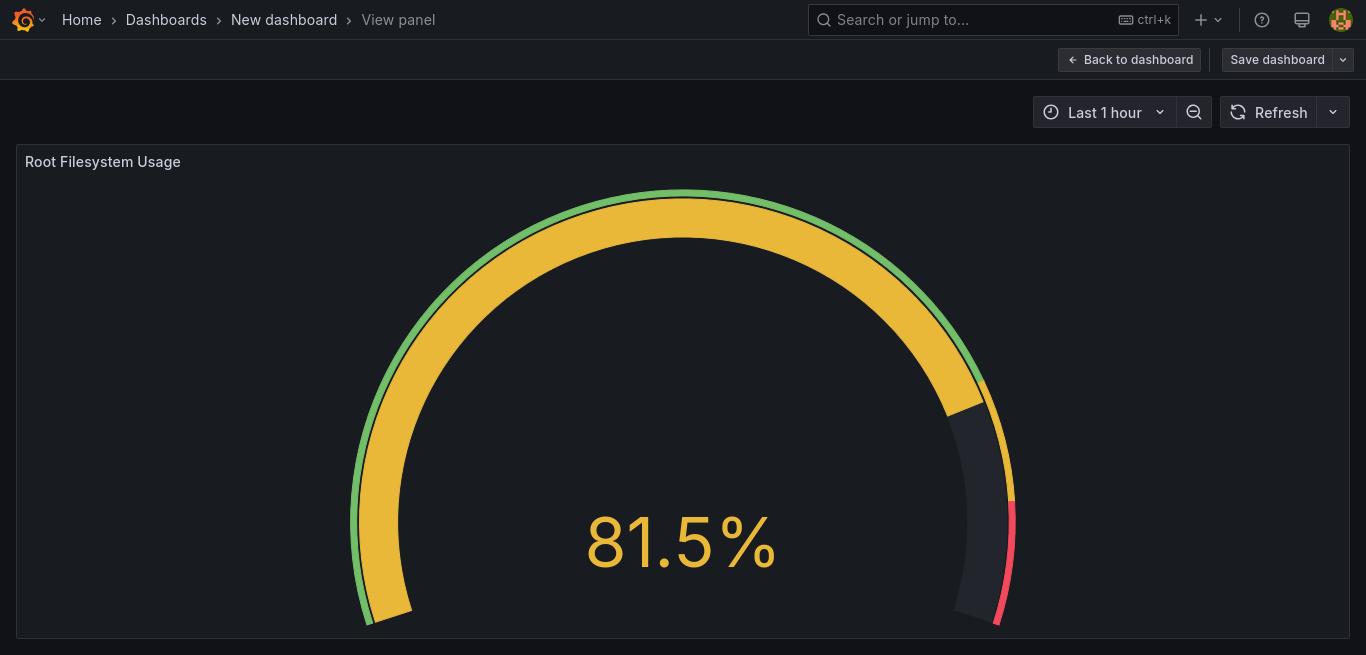 Home › Dashboards › New dashboard › View panel
Search or jump to...
ctrl+k
Back to dashboard
Save dashboard
Last 1 hour
Refresh
Root Filesystem Usage
81.5%